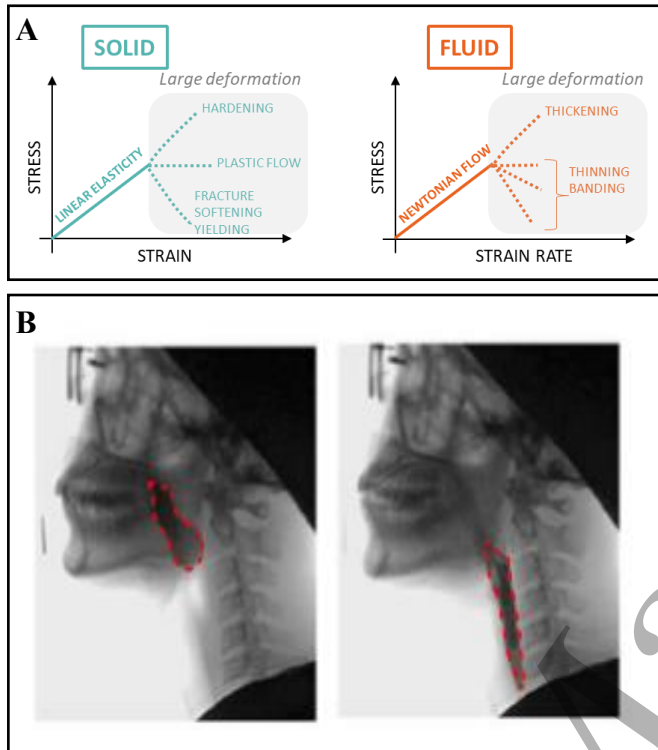 A
SOLID
Large deformation
HARDENING
PLASTIC FLOW
FRACTURE
SOFTENING
YIELDING
LINEAR ELASTICITY
STRESS
STRAIN
FLUID
Large deformation
THICKENING
THINNING
BANDING
NEWTONIAN FLOW
STRESS
STRAIN RATE
B